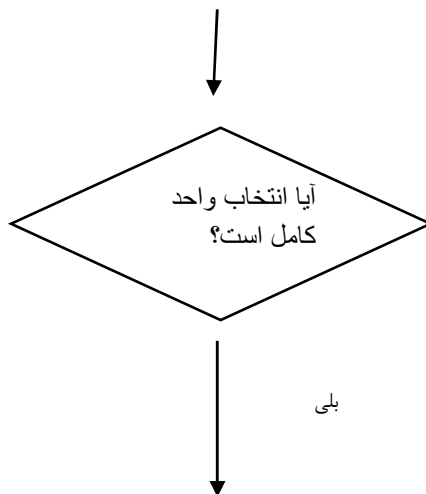 آیا انتخاب واحد
کامل است؟
بلی